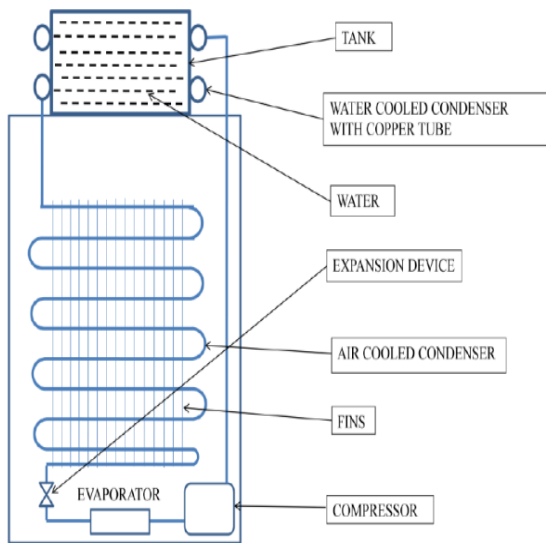 TANK
WATER COOLED CONDENSER
WITH COPPER TUBE
WATER
EXPANSION DEVICE
AIR COOLED CONDENSER
FINS
EVAPORATOR
COMPRESSOR